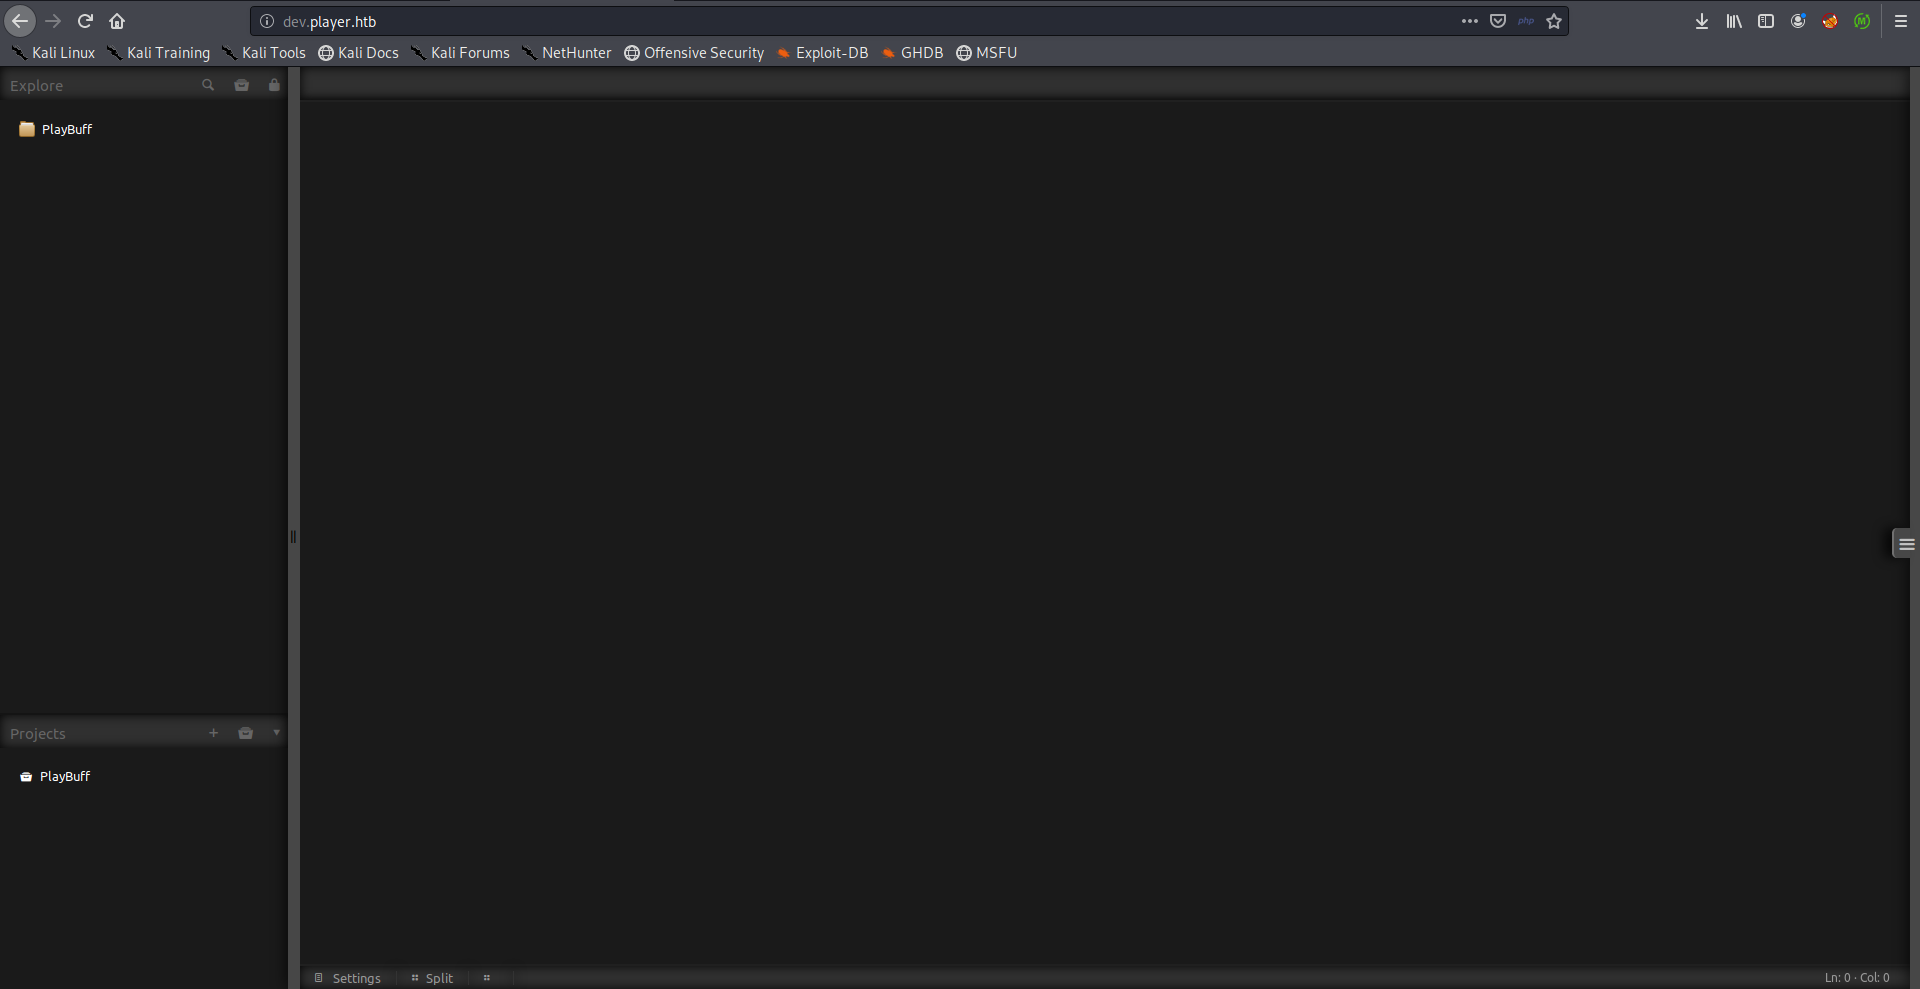 dev.player.htb
php
Kali Linux Kali Training Kali Tools Kali Docs Kali Forums NetHunter Offensive Security Exploit-DB GHDB MSFU
Explore
PlayBuff
Projects
PlayBuff
Settings Split Ln: 0 · Col: 0